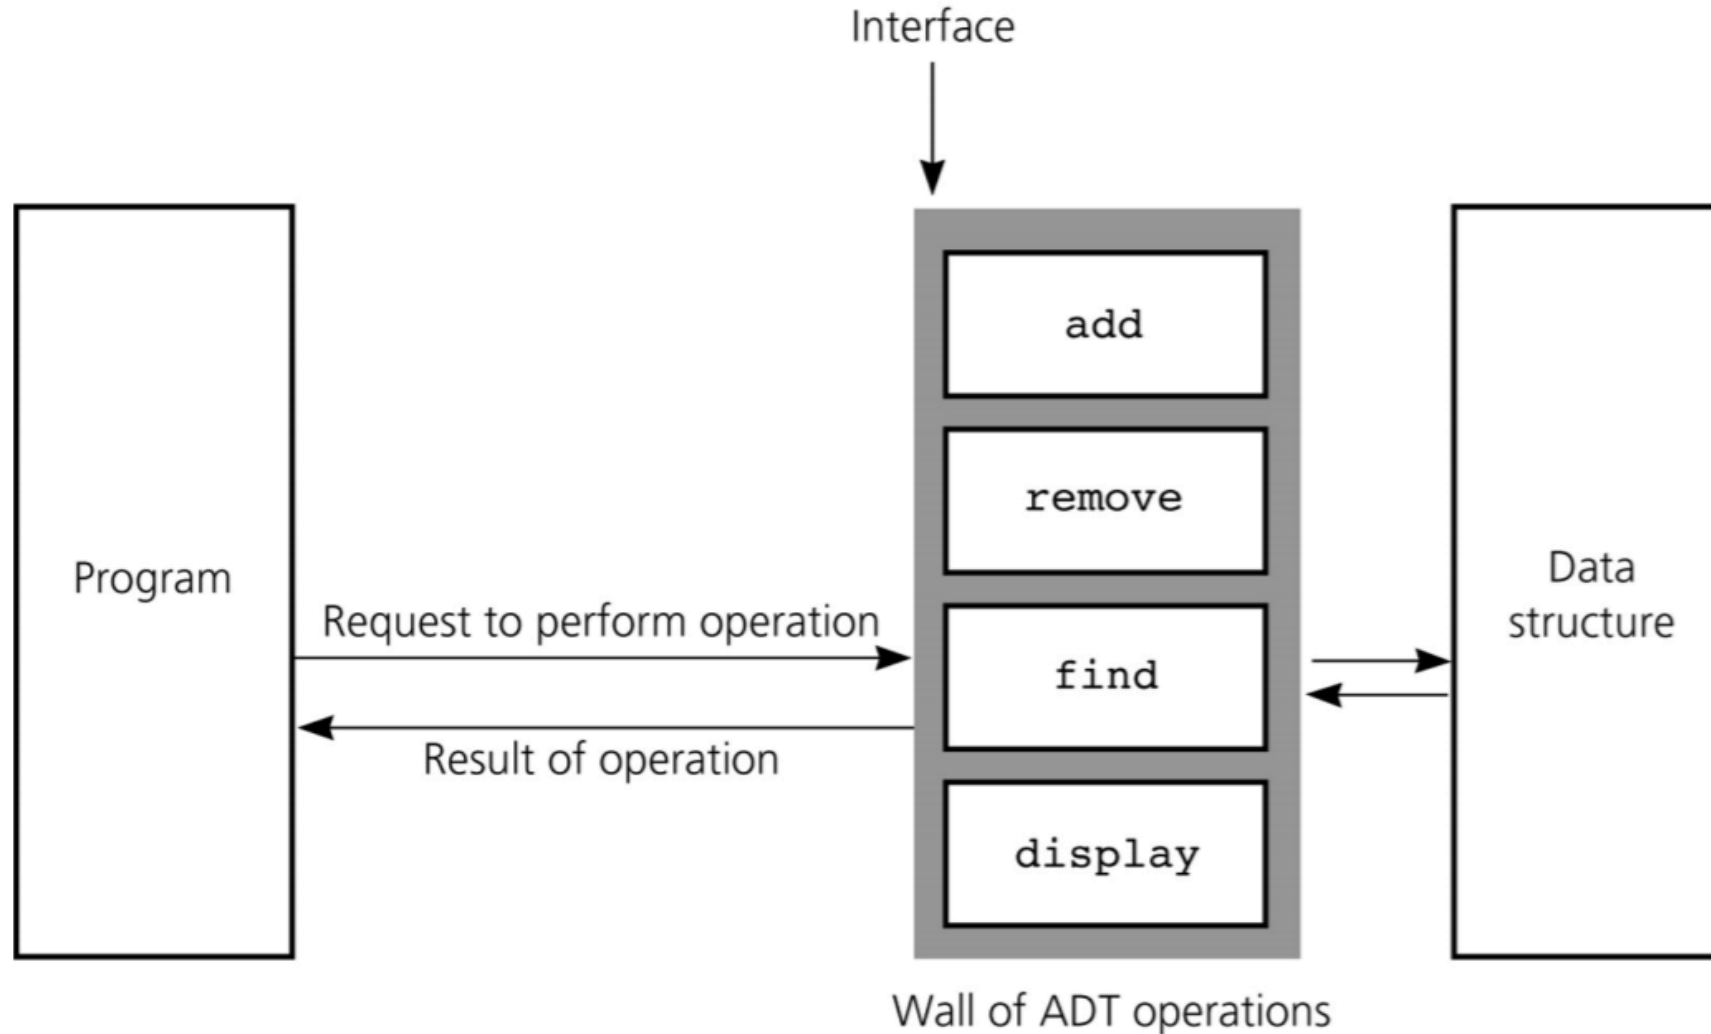 Interface
add
remove
Program
Data
structure
Request to perform operation
find
Result of operation
display
Wall of ADT operations